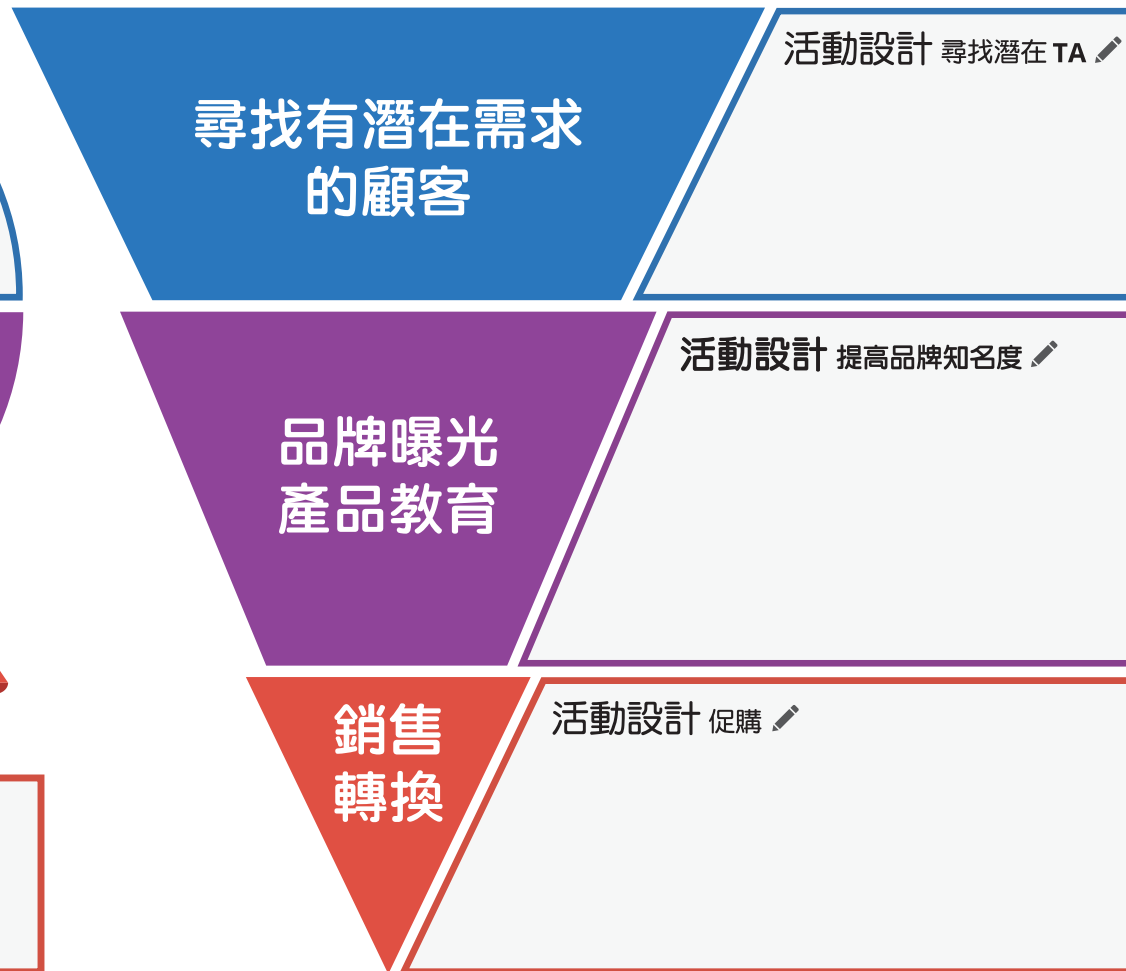 尋找有潛在需求
的顧客
活動設計 尋找潛在 TA
品牌曝光
產品教育
活動設計 提高品牌知名度
銷售
轉換
活動設計 促購